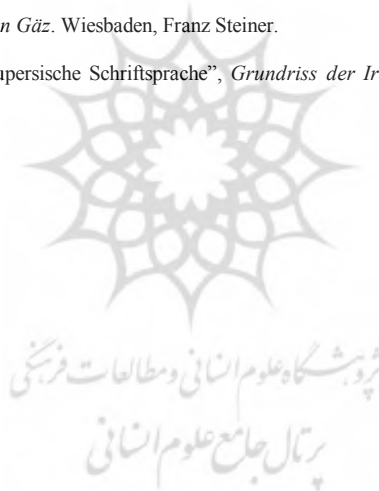 n Gäz. Wiesbaden, Franz Steiner.
upersische Schriftsprache”, Grundriss der Ir
پژوهشگاه علوم انسانی و مطالعات فرهنگی
پرتال جامع علوم انسانی